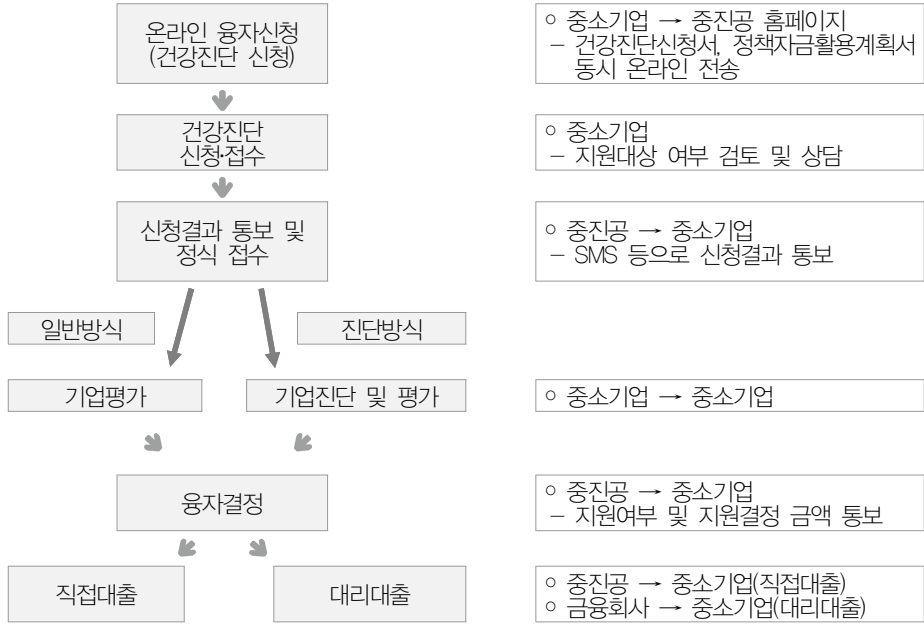 온라인 융자신청
(건강진단 신청)
○ 중소기업 → 중진공 홈페이지
– 건강진단신청서, 정책자금활용계획서
동시 온라인 전송
건강진단
신청·접수
○ 중소기업
– 지원대상 여부 검토 및 상담
신청결과 통보 및
정식 접수
○ 중진공 → 중소기업
– SMS 등으로 신청결과 통보
일반방식
진단방식
기업평가
기업진단 및 평가
○ 중소기업 → 중소기업
융자결정
○ 중진공 → 중소기업
– 지원여부 및 지원결정 금액 통보
직접대출
대리대출
○ 중진공 → 중소기업(직접대출)
○ 금융회사 → 중소기업(대리대출)